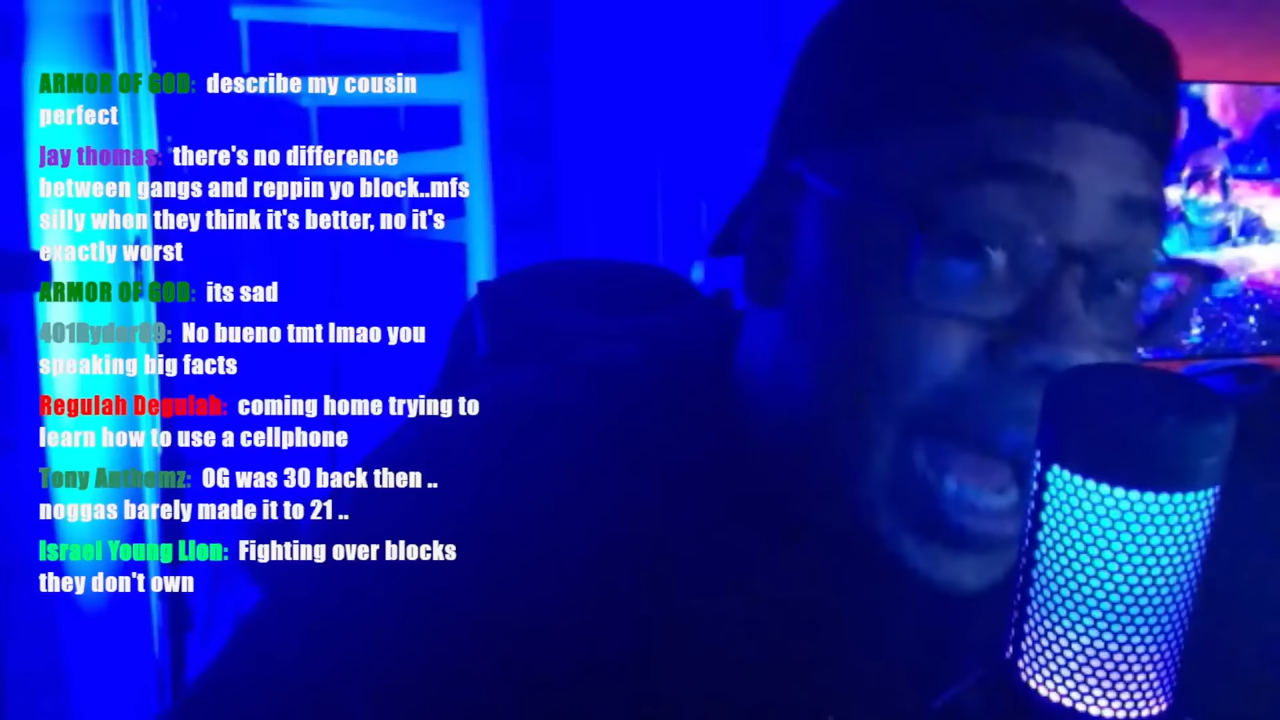 ARMOR OF GOD: describe my cousin
perfect
Jay thomas: there's no difference
between gangs and reppin yo block..mfs
silly when they think it's better, no it's
exactly worst
ARMOR OF GOD: its sad
401Ryder89: No bueno tmt lmao you
speaking big facts
Regulah Degulah: coming home trying to
learn how to use a cellphone
Tony Anthemz: OG was 30 back then ..
noggas barely made it to 21 ..
Israel Young Lion: Fighting over blocks
they don't own